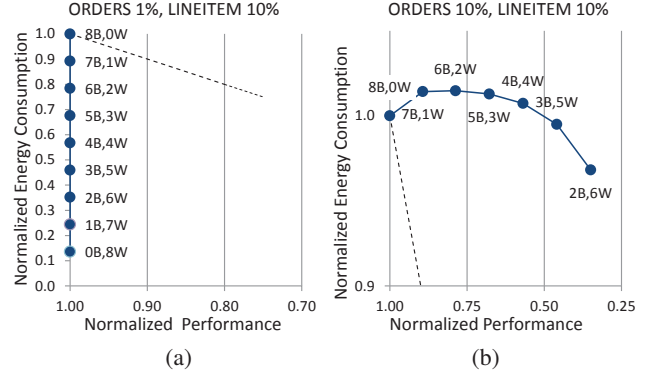 ORDERS 1%, LINEITEM 10%
Normalized Energy Consumption
1.0
0.9
0.8
0.7
0.6
0.5
0.4
0.3
0.2
0.1
0.0
8B,0W
7B,1W
6B,2W
5B,3W
4B,4W
3B,5W
2B,6W
1B,7W
0B,8W
1.00 0.90 0.80 0.70
Normalized Performance
(a)
ORDERS 10%, LINEITEM 10%
Normalized Energy Consumption
1.0
0.9
8B,0W
7B,1W
6B,2W
5B,3W
4B,4W
3B,5W
2B,6W
1.00 0.75 0.50 0.25
Normalized Performance
(b)